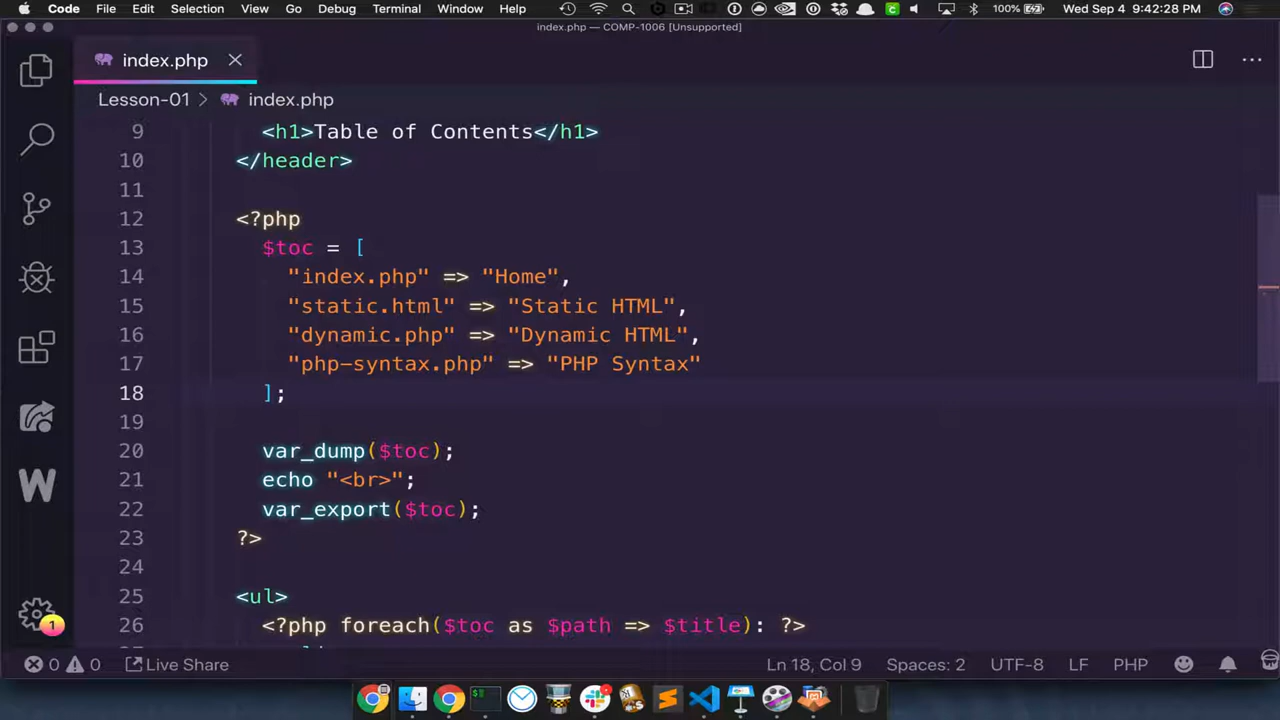 Code File Edit Selection View Go Debug Terminal Window Help 100% Wed Sep 4 9:42:28 PM
index.php — COMP-1006 [Unsupported]
index.php
Lesson-01 > index.php
9 <h1>Table of Contents</h1>
10 </header>
11
12 <?php
13 $toc = [
14 "index.php" => "Home",
15 "static.html" => "Static HTML",
16 "dynamic.php" => "Dynamic HTML",
17 "php-syntax.php" => "PHP Syntax"
18 ];
19
20 var_dump($toc);
21 echo "<br>";
22 var_export($toc);
23 ?>
24
25 <ul>
26 <?php foreach($toc as $path => $title): ?>
W
1
0 0 Live Share Ln 18, Col 9 Spaces: 2 UTF-8 LF PHP